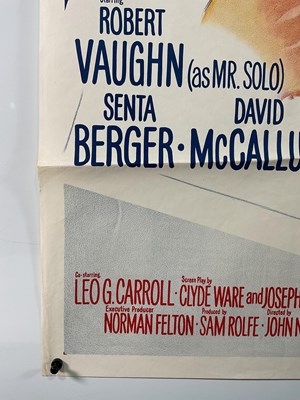 Starring
ROBERT
VAUGHN (as MR. SOLO)
SENTA DAVID
BERGER · McCALLU
Co-starring Screen Play by
LEO G. CARROLL · CLYDE WARE and JOSEPH
Executive Producer Produced by Directed by
NORMAN FELTON · SAM ROLFE · JOHN N